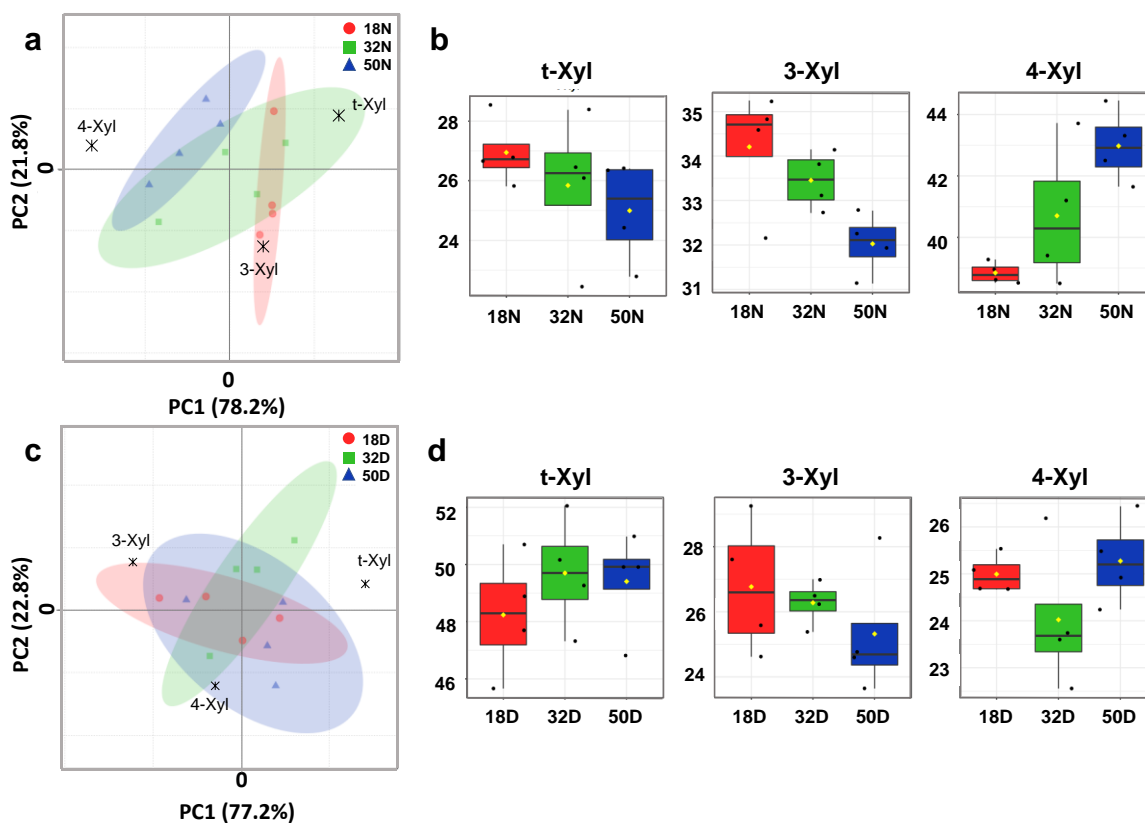 a
18N
32N
50N
t-Xyl
4-Xyl
3-Xyl
0
PC2 (21.8%)
0
PC1 (78.2%)
b
t-Xyl
28
26
24
18N 32N 50N
3-Xyl
35
34
33
32
31
18N 32N 50N
4-Xyl
44
42
40
18N 32N 50N
c
18D
32D
50D
3-Xyl
t-Xyl
4-Xyl
0
PC2 (22.8%)
0
PC1 (77.2%)
d
t-Xyl
52
50
48
46
18D 32D 50D
3-Xyl
28
26
24
18D 32D 50D
4-Xyl
26
25
24
23
18D 32D 50D